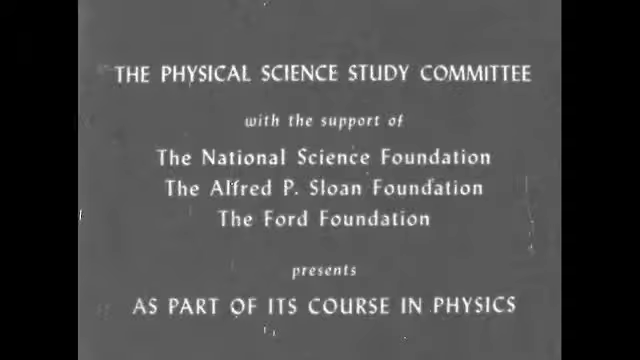 THE PHYSICAL SCIENCE STUDY COMMITTEE
with the support of
The National Science Foundation
The Alfred P. Sloan Foundation
The Ford Foundation
presents
AS PART OF ITS COURSE IN PHYSICS